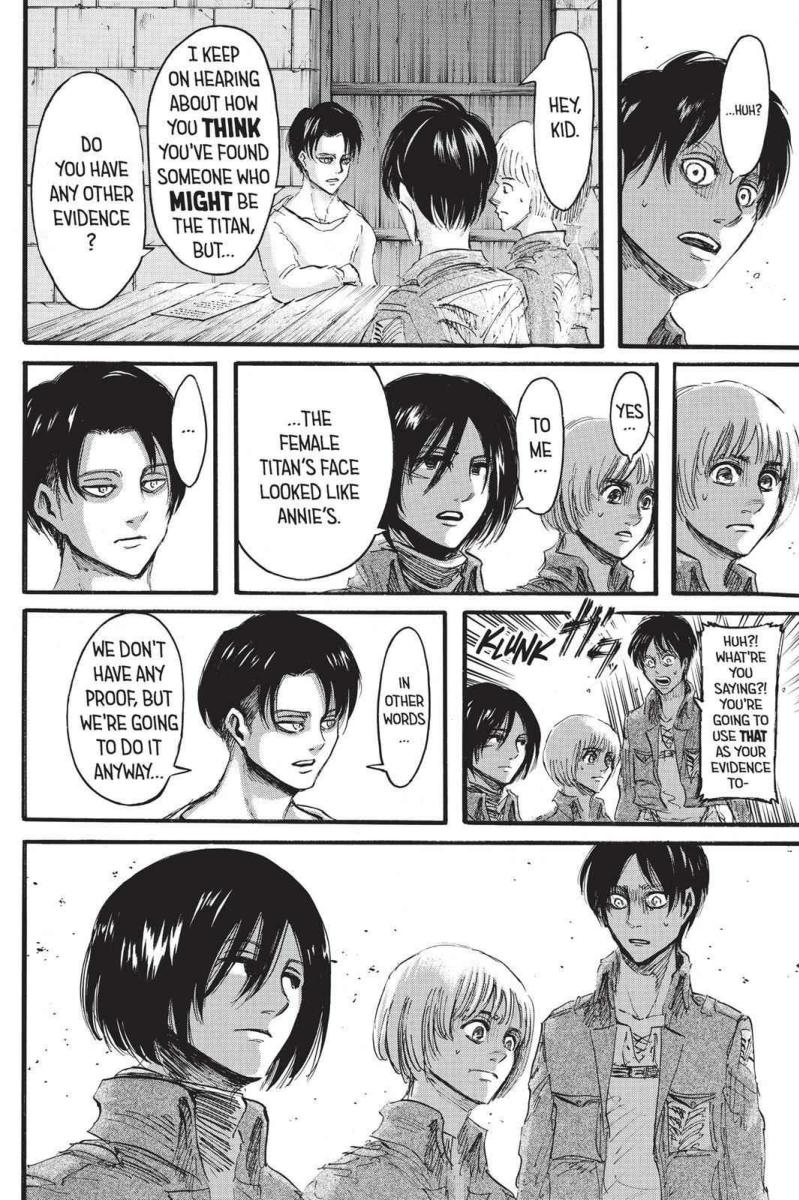 ...HUH?
HEY,
KID.
I KEEP
ON HEARING
ABOUT HOW
YOU THINK
YOU'VE FOUND
SOMEONE WHO
MIGHT BE
THE TITAN,
BUT...
DO
YOU HAVE
ANY OTHER
EVIDENCE
?
YES...
TO
ME
...
...THE
FEMALE
TITAN'S FACE
LOOKED LIKE
ANNIE'S.
...
HUH?!
WHAT'RE
YOU
SAYING?!
YOU'RE
GOING TO
USE THAT
AS YOUR
EVIDENCE
TO-
ガタ
KLUNK
IN
OTHER
WORDS
...
WE DON'T
HAVE ANY
PROOF, BUT
WE'RE GOING
TO DO IT
ANYWAY...